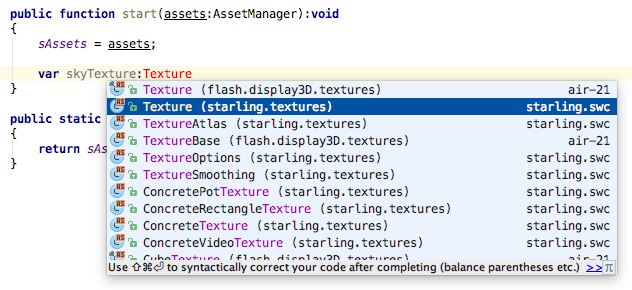 public function start(assets:AssetManager):void
{
sAssets = assets;
var skyTexture:Texture
}
Texture (flash.display3D.textures) air-21
Texture (starling.textures) starling.swc
public static
TextureAtlas (starling.textures) starling.swc
{
TextureBase (flash.display3D.textures) air-21
return sAs
TextureOptions (starling.textures) starling.swc
}
TextureSmoothing (starling.textures) starling.swc
ConcretePotTexture (starling.textures) starling.swc
ConcreteRectangleTexture (starling.textures) starling.swc
ConcreteTexture (starling.textures) starling.swc
ConcreteVideoTexture (starling.textures) starling.swc
CubeTexture (flash.display3D.textures) air-21
Use ⇧⌘⏎ to syntactically correct your code after completing (balance parentheses etc.) >> π